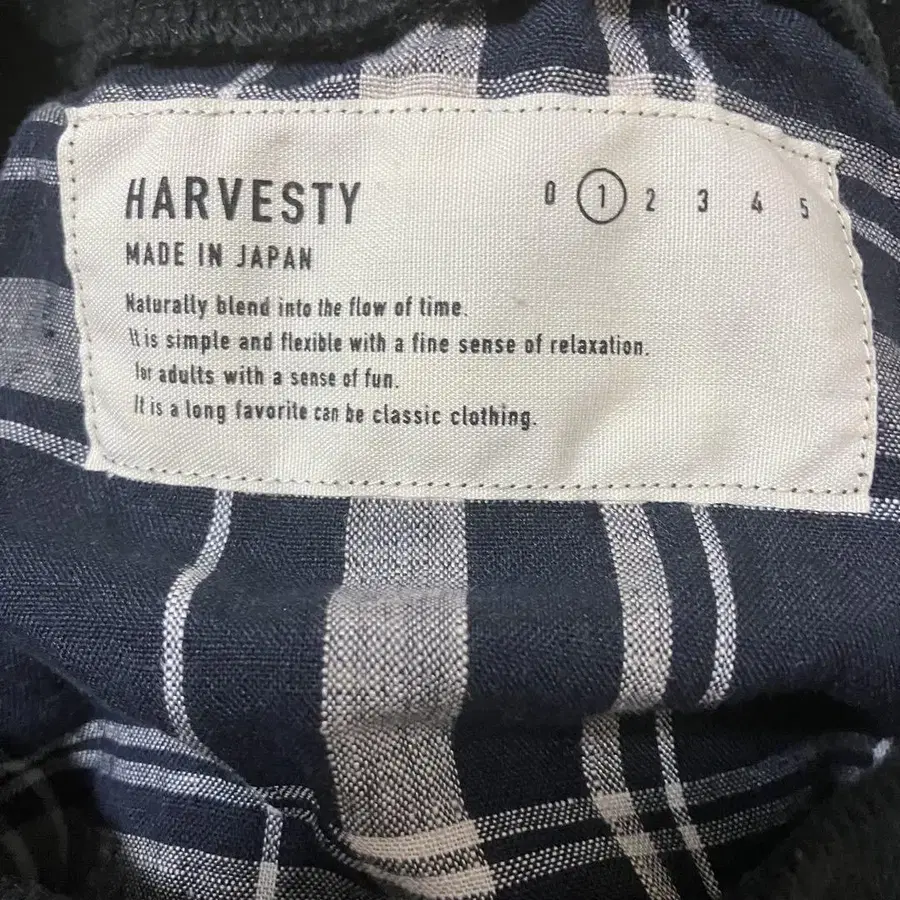 HARVESTY 0 1 2 3 4 5
MADE IN JAPAN
Naturally blend into the flow of time.
It is simple and flexible with a fine sense of relaxation.
for adults with a sense of fun.
It is a long favorite can be classic clothing.